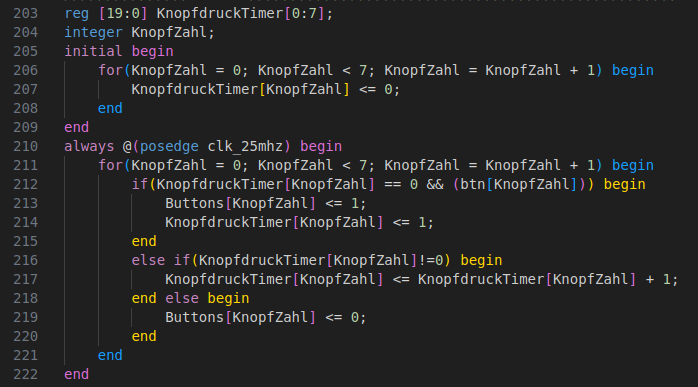 203 reg [19:0] KnopfdruckTimer[0:7];
204 integer KnopfZahl;
205 initial begin
206     for(KnopfZahl = 0; KnopfZahl < 7; KnopfZahl = KnopfZahl + 1) begin
207         KnopfdruckTimer[KnopfZahl] <= 0;
208     end
209 end
210 always @(posedge clk_25mhz) begin
211     for(KnopfZahl = 0; KnopfZahl < 7; KnopfZahl = KnopfZahl + 1) begin
212         if(KnopfdruckTimer[KnopfZahl] == 0 && (btn[KnopfZahl])) begin
213             Buttons[KnopfZahl] <= 1;
214             KnopfdruckTimer[KnopfZahl] <= 1;
215         end
216         else if(KnopfdruckTimer[KnopfZahl]!=0) begin
217             KnopfdruckTimer[KnopfZahl] <= KnopfdruckTimer[KnopfZahl] + 1;
218         end else begin
219             Buttons[KnopfZahl] <= 0;
220         end
221     end
222 end